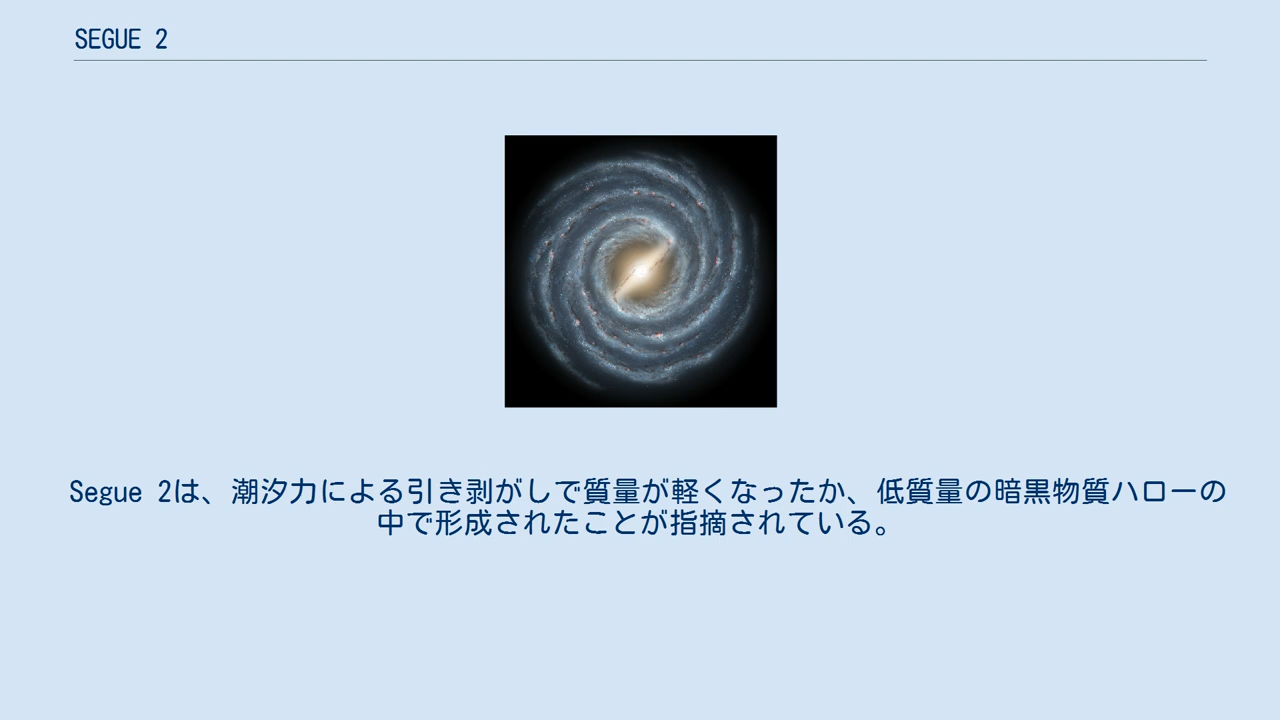 SEGUE 2
Segue 2は、潮汐力による引き剥がしで質量が軽くなったか、低質量の暗黒物質ハローの
中で形成されたことが指摘されている。